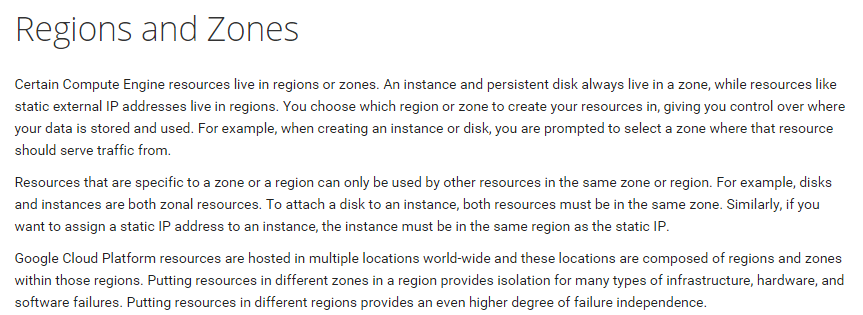 Regions and Zones
Certain Compute Engine resources live in regions or zones. An instance and persistent disk always live in a zone, while resources like
static external IP addresses live in regions. You choose which region or zone to create your resources in, giving you control over where
your data is stored and used. For example, when creating an instance or disk, you are prompted to select a zone where that resource
should serve traffic from.
Resources that are specific to a zone or a region can only be used by other resources in the same zone or region. For example, disks
and instances are both zonal resources. To attach a disk to an instance, both resources must be in the same zone. Similarly, if you
want to assign a static IP address to an instance, the instance must be in the same region as the static IP.
Google Cloud Platform resources are hosted in multiple locations world-wide and these locations are composed of regions and zones
within those regions. Putting resources in different zones in a region provides isolation for many types of infrastructure, hardware, and
software failures. Putting resources in different regions provides an even higher degree of failure independence.